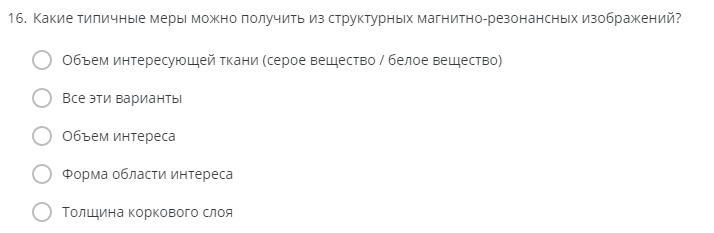 16. Какие типичные меры можно получить из структурных магнитно-резонансных изображений?
Объем интересующей ткани (серое вещество / белое вещество)
Все эти варианты
Объем интереса
Форма области интереса
Толщина коркового слоя